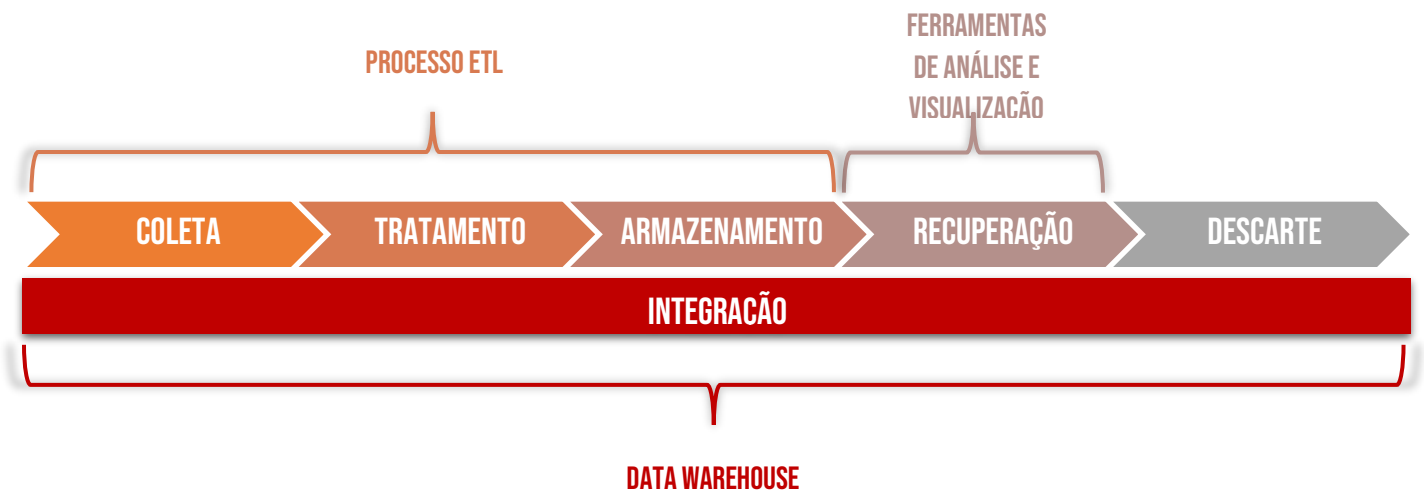 FERRAMENTAS
DE ANÁLISE E
VISUALIZAÇÃO
PROCESSO ETL
COLETA
TRATAMENTO
ARMAZENAMENTO
RECUPERAÇÃO
DESCARTE
INTEGRAÇÃO
DATA WAREHOUSE